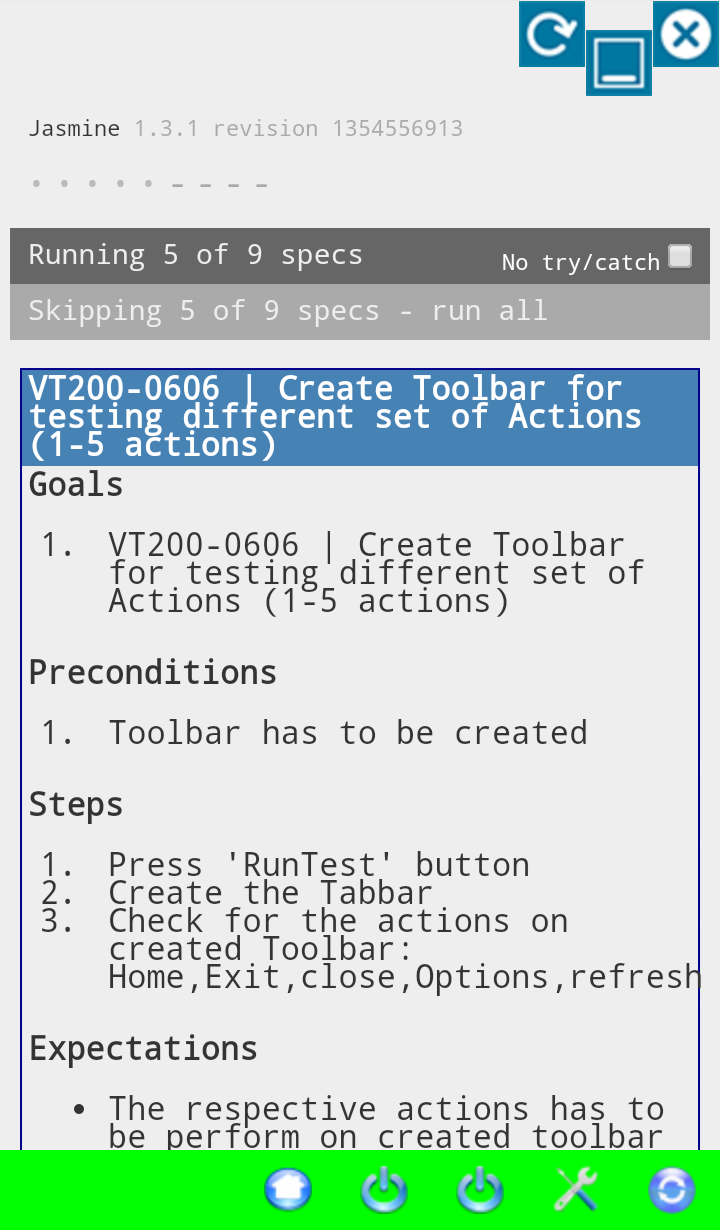 Jasmine 1.3.1 revision 1354556913
• • • • • - - - -
Running 5 of 9 specs
No try/catch
Skipping 5 of 9 specs - run all
VT200-0606 | Create Toolbar for
testing different set of Actions
(1-5 actions)
Goals
1. VT200-0606 | Create Toolbar
for testing different set of
Actions (1-5 actions)
Preconditions
1. Toolbar has to be created
Steps
1. Press 'RunTest' button
2. Create the Tabbar
3. Check for the actions on
created Toolbar:
Home,Exit,close,Options,refresh
Expectations
• The respective actions has to
be perform on created toolbar